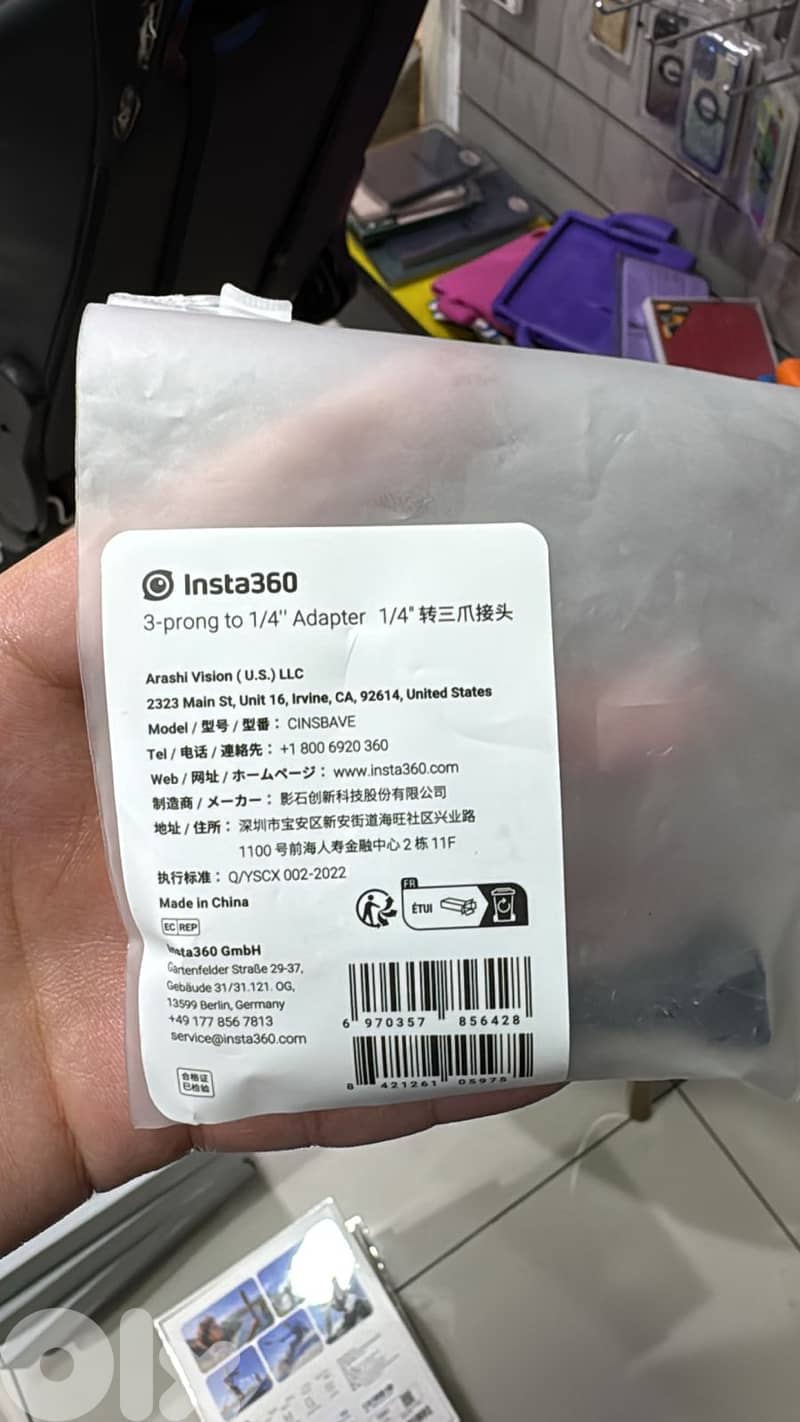 Insta360
3-prong to 1/4'' Adapter 1/4" 转三爪接头
Arashi Vision ( U.S.) LLC
2323 Main St, Unit 16, Irvine, CA, 92614, United States
Model / 型号 / 型番： CINSBAVE
Tel / 电话 / 連絡先： +1 800 6920 360
Web / 网址 / ホームページ： www.insta360.com
制造商 / メーカー： 影石创新科技股份有限公司
地址 / 住所： 深圳市宝安区新安街道海旺社区兴业路
1100 号前海人寿金融中心 2 栋 11F
执行标准： Q/YSCX 002-2022
Made in China
FR
ÉTUI
EC REP
Insta360 GmbH
Gartenfelder Straße 29-37,
Gebäude 31/31.121. OG,
13599 Berlin, Germany
+49 177 856 7813
service@insta360.com
6 970357 856428
8 421261 05975
合格证
已检验
olx